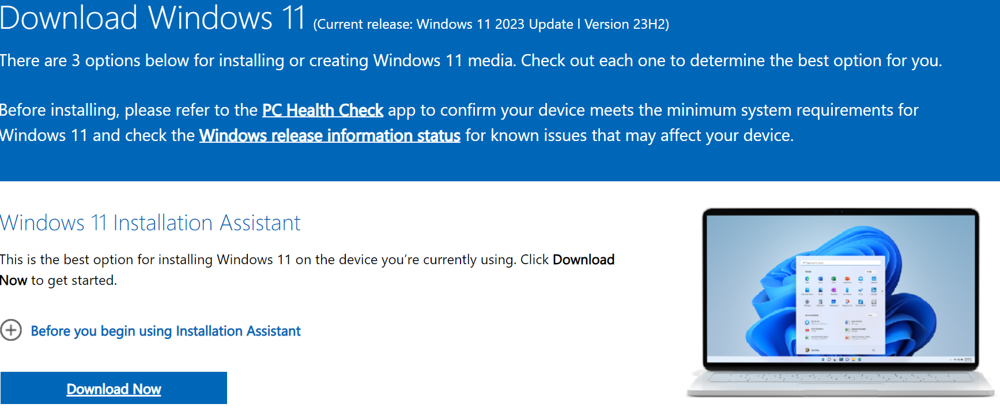 Download Windows 11 (Current release: Windows 11 2023 Update l Version 23H2)
There are 3 options below for installing or creating Windows 11 media. Check out each one to determine the best option for you.
Before installing, please refer to the PC Health Check app to confirm your device meets the minimum system requirements for
Windows 11 and check the Windows release information status for known issues that may affect your device.
Windows 11 Installation Assistant
This is the best option for installing Windows 11 on the device you’re currently using. Click Download
Now to get started.
Before you begin using Installation Assistant
Download Now